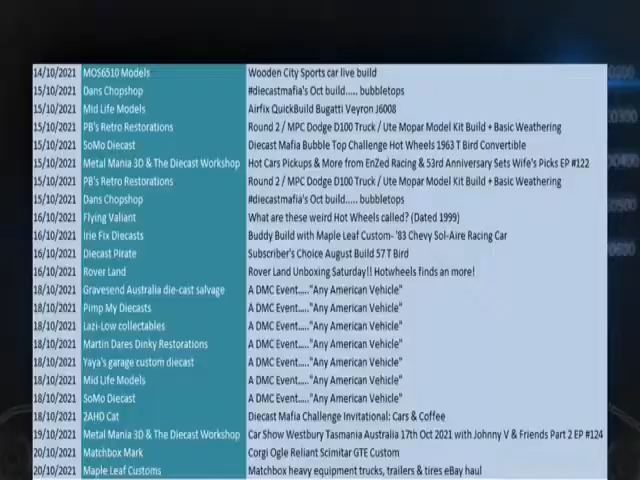 14/10/2021 MOS6510 Models Wooden City Sports car live build
15/10/2021 Dans Chopshop #diecastmafia's Oct build..... bubbletops
15/10/2021 Mid Life Models Airfix QuickBuild Bugatti Veyron J6008
15/10/2021 PB's Retro Restorations Round 2 / MPC Dodge D100 Truck / Ute Mopar Model Kit Build + Basic Weathering
15/10/2021 SoMo Diecast Diecast Mafia Bubble Top Challenge Hot Wheels 1963 T Bird Convertible
15/10/2021 Metal Mania 3D & The Diecast Workshop Hot Cars Pickups & More from EnZed Racing & 53rd Anniversary Sets Wife's Picks EP #122
15/10/2021 PB's Retro Restorations Round 2 / MPC Dodge D100 Truck / Ute Mopar Model Kit Build + Basic Weathering
15/10/2021 Dans Chopshop #diecastmafia's Oct build..... bubbletops
16/10/2021 Flying Valiant What are these weird Hot Wheels called? (Dated 1999)
16/10/2021 Irie Fix Diecasts Buddy Build with Maple Leaf Custom- '83 Chevy Sol-Aire Racing Car
16/10/2021 Diecast Pirate Subscriber's Choice August Build 57 T Bird
16/10/2021 Rover Land Rover Land Unboxing Saturday!! Hotwheels finds an more!
18/10/2021 Gravesend Australia die-cast salvage A DMC Event....."Any American Vehicle"
18/10/2021 Pimp My Diecasts A DMC Event....."Any American Vehicle"
18/10/2021 Lazi-Low collectables A DMC Event....."Any American Vehicle"
18/10/2021 Martin Dares Dinky Restorations A DMC Event....."Any American Vehicle"
18/10/2021 Yaya's garage custom diecast A DMC Event....."Any American Vehicle"
18/10/2021 Mid Life Models A DMC Event....."Any American Vehicle"
18/10/2021 SoMo Diecast A DMC Event....."Any American Vehicle"
18/10/2021 2AHD Cat Diecast Mafia Challenge Invitational: Cars & Coffee
19/10/2021 Metal Mania 3D & The Diecast Workshop Car Show Westbury Tasmania Australia 17th Oct 2021 with Johnny V & Friends Part 2 EP #124
20/10/2021 Matchbox Mark Corgi Ogle Reliant Scimitar GTE Custom
20/10/2021 Maple Leaf Customs Matchbox heavy equipment trucks, trailers & tires eBay haul